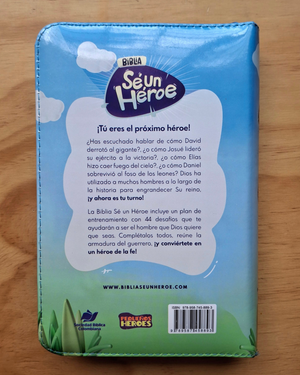 BIBLIA
Sé un
Héroe
¡Tú eres el próximo héroe!
¿Has escuchado hablar de cómo David
derrotó al gigante?, ¿a cómo Josué lideró
su ejército a la victoria?, ¿a cómo Elías
hizo caer fuego del cielo?, ¿a cómo Daniel
sobrevivió al foso de los leones? Dios ha
utilizado a muchos hombres a lo largo de
la historia para engrandecer Su reino,
¡y ahora es tu turno!
La Biblia Sé un Héroe incluye un plan de
entrenamiento con 44 desafíos que te
ayudarán a ser el hombre que Dios quiere
que seas. Complétalos todos, reúne la
armadura del guerrero, ¡y conviértete en
un héroe de la fe!
WWW.BIBLIASEUNHEROE.COM
Sociedad Bíblica
Colombiana
PEQUEÑOS
HEROES
ISBN: